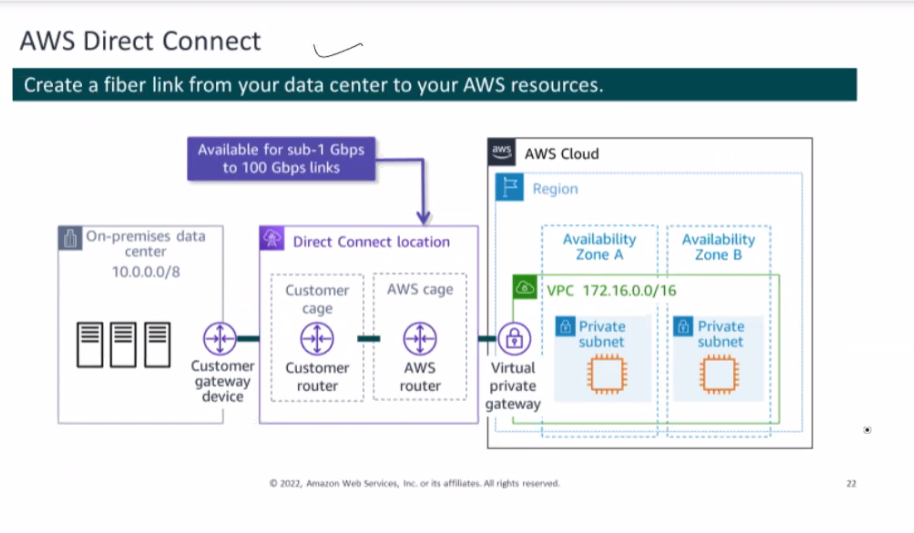 AWS Direct Connect
Create a fiber link from your data center to your AWS resources.
Available for sub-1 Gbps
to 100 Gbps links
aws
AWS Cloud
Region
On-premises data
center
10.0.0.0/8
Direct Connect location
Availability
Zone A
Availability
Zone B
Customer
cage
AWS cage
VPC 172.16.0.0/16
Private
subnet
Private
subnet
Customer
gateway
device
Customer
router
AWS
router
Virtual
private
gateway
© 2022, Amazon Web Services, Inc. or its affiliates. All rights reserved.
22